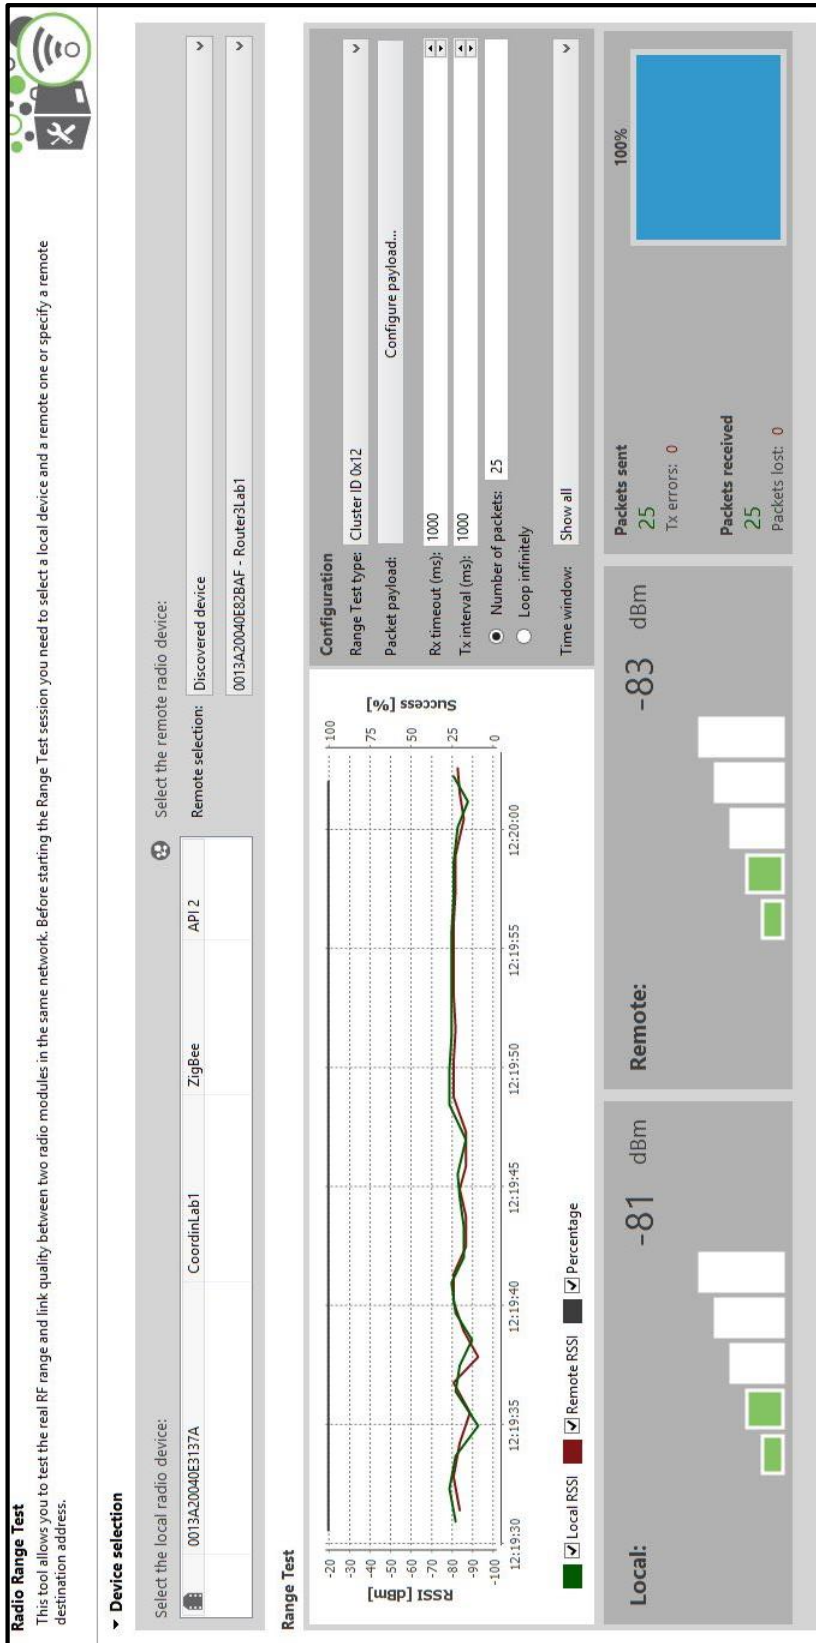 Radio Range Test
This tool allows you to test the real RF range and link quality between two radio modules in the same network. Before starting the Range Test session you need to select a local device and a remote one or specify a remote
destination address.
Device selection
Select the local radio device:
0013A20040E3137A CoordinLab1 ZigBee API 2
Select the remote radio device:
Remote selection: Discovered device
0013A20040E82BAF - Router3Lab1
Range Test
RSSI [dBm]
-20
-30
-40
-50
-60
-70
-80
-90
-100
Success [%]
100
75
50
25
0
12:19:30 12:19:35 12:19:40 12:19:45 12:19:50 12:19:55 12:20:00
Local RSSI Remote RSSI Percentage
Configuration
Range Test type: Cluster ID 0x12
Packet payload: Configure payload...
Rx timeout (ms): 1000
Tx interval (ms): 1000
Number of packets: 25
Loop infinitely
Time window: Show all
Local: -81 dBm
Remote: -83 dBm
Packets sent
25
Tx errors: 0
Packets received
25
Packets lost: 0
100%